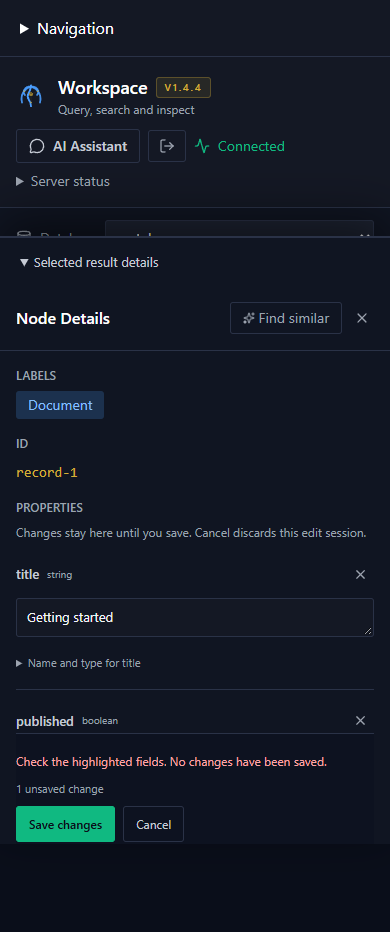 Navigation
Workspace V1.4.4
Query, search and inspect
AI Assistant
Connected
Server status
Selected result details
Node Details
Find similar
LABELS
Document
ID
record-1
PROPERTIES
Changes stay here until you save. Cancel discards this edit session.
title string
Getting started
Name and type for title
published boolean
Check the highlighted fields. No changes have been saved.
1 unsaved change
Save changes Cancel